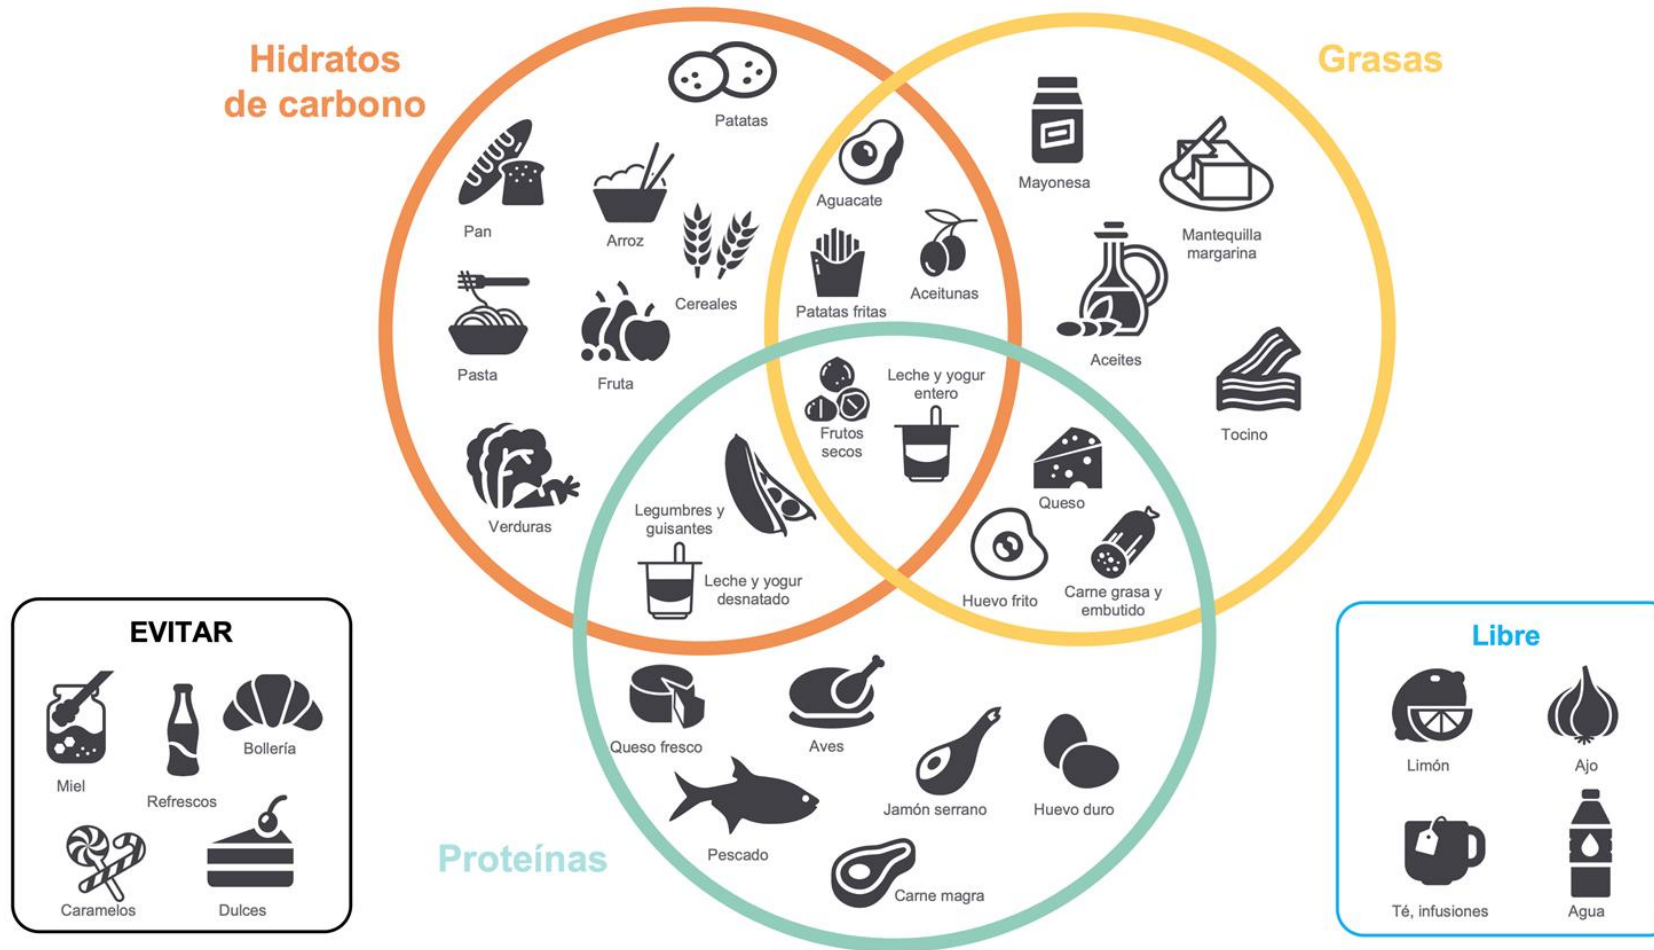 Hidratos
de carbono
Grasas
Patatas
Pan
Arroz
Cereales
Pasta
Fruta
Verduras
Aguacate
Aceitunas
Patatas fritas
Mayonesa
Mantequilla
margarina
Aceites
Tocino
Frutos
secos
Leche y yogur
entero
Legumbres y
guisantes
Leche y yogur
desnatado
Queso
Huevo frito
Carne grasa y
embutido
Queso fresco
Aves
Jamón serrano
Huevo duro
Pescado
Carne magra
Proteínas
EVITAR
Miel
Refrescos
Bollería
Caramelos
Dulces
Libre
Limón
Ajo
Té, infusiones
Agua